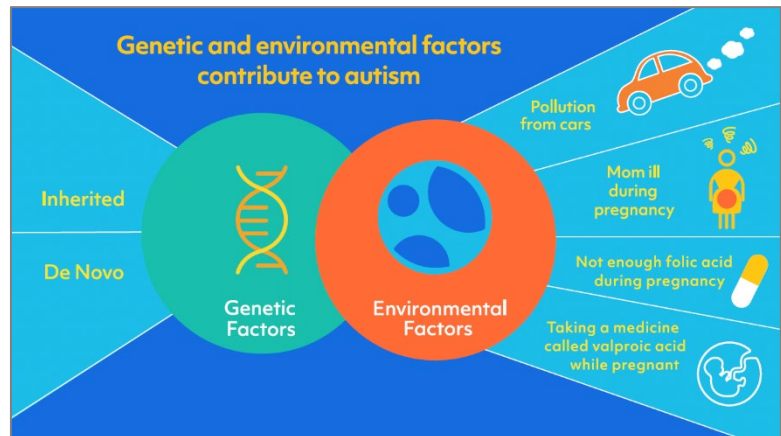 Genetic and environmental factors
contribute to autism
Inherited
De Novo
Genetic
Factors
Environmental
Factors
Pollution
from cars
Mom ill
during
pregnancy
Not enough folic acid
during pregnancy
Taking a medicine
called valproic acid
while pregnant